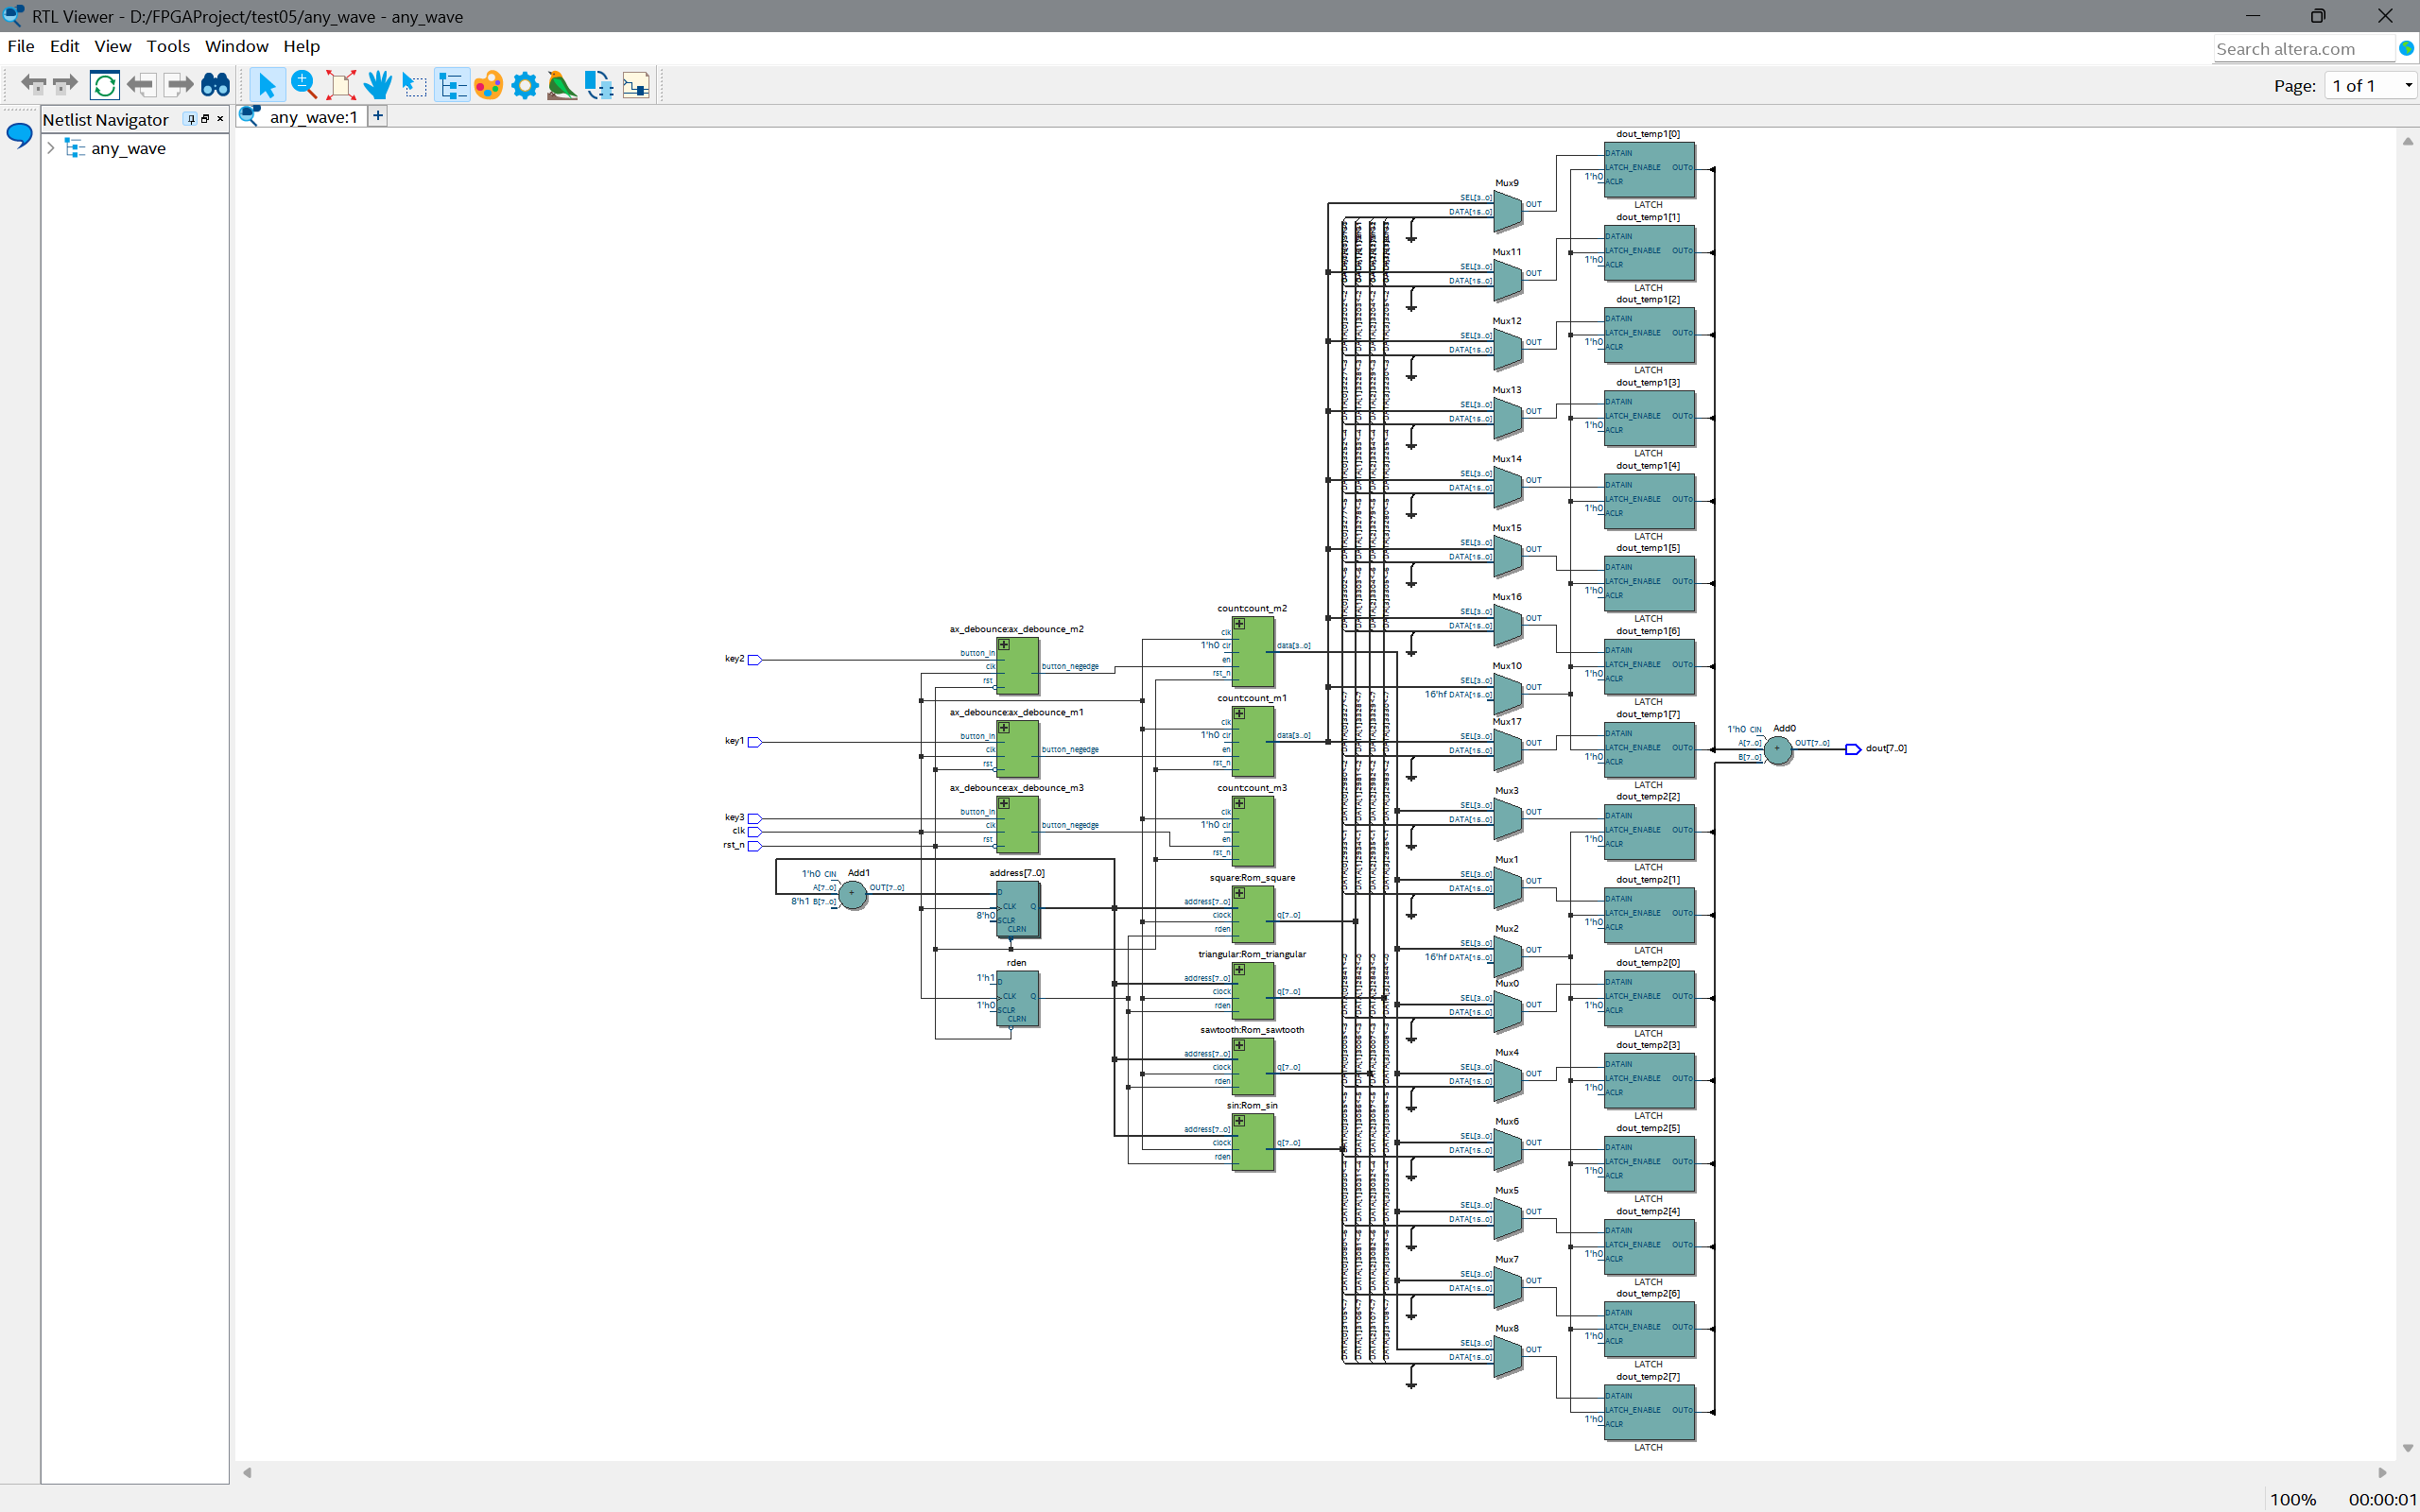 RTL Viewer - D:/FPGAProject/test05/any_wave - any_wave
File Edit View Tools Window Help
Search altera.com
Page: 1 of 1
Netlist Navigator
any_wave
any_wave:1
key2
key1
key3
clk
rst_n
ax_debounce:ax_debounce_m2
button_in
clk
rst
button_negedge
ax_debounce:ax_debounce_m1
button_in
clk
rst
button_negedge
ax_debounce:ax_debounce_m3
button_in
clk
rst
button_negedge
Add1
1'h0 CIN
A[7..0]
8'h1 B[7..0]
OUT[7..0]
address[7..0]
D
CLK
Q
8'h0
SCLR
CLRN
rden
1'h1
D
CLK
Q
1'h0
SCLR
CLRN
count:count_m2
clk
1'h0 clr
en
rst_n
data[3..0]
count:count_m1
clk
1'h0 clr
en
rst_n
data[3..0]
count:count_m3
clk
1'h0 clr
en
rst_n
square:Rom_square
address[7..0]
clock
rden
q[7..0]
triangular:Rom_triangular
address[7..0]
clock
rden
q[7..0]
sawtooth:Rom_sawtooth
address[7..0]
clock
rden
q[7..0]
sin:Rom_sin
address[7..0]
clock
rden
q[7..0]
Mux9
SEL[3..0]
DATA[15..0]
OUT
Mux11
SEL[3..0]
DATA[15..0]
OUT
Mux12
SEL[3..0]
DATA[15..0]
OUT
Mux13
SEL[3..0]
DATA[15..0]
OUT
Mux14
SEL[3..0]
DATA[15..0]
OUT
Mux15
SEL[3..0]
DATA[15..0]
OUT
Mux16
SEL[3..0]
DATA[15..0]
OUT
Mux10
SEL[3..0]
16'hf DATA[15..0]
OUT
Mux17
SEL[3..0]
DATA[15..0]
OUT
Mux3
SEL[3..0]
DATA[15..0]
OUT
Mux1
SEL[3..0]
DATA[15..0]
OUT
Mux2
SEL[3..0]
16'hf DATA[15..0]
OUT
Mux0
SEL[3..0]
DATA[15..0]
OUT
Mux4
SEL[3..0]
DATA[15..0]
OUT
Mux6
SEL[3..0]
DATA[15..0]
OUT
Mux5
SEL[3..0]
DATA[15..0]
OUT
Mux7
SEL[3..0]
DATA[15..0]
OUT
Mux8
SEL[3..0]
DATA[15..0]
OUT
dout_temp1[0]
DATAIN
LATCH_ENABLE OUT0
1'h0 ACLR
LATCH
dout_temp1[1]
DATAIN
LATCH_ENABLE OUT0
1'h0 ACLR
LATCH
dout_temp1[2]
DATAIN
LATCH_ENABLE OUT0
1'h0 ACLR
LATCH
dout_temp1[3]
DATAIN
LATCH_ENABLE OUT0
1'h0 ACLR
LATCH
dout_temp1[4]
DATAIN
LATCH_ENABLE OUT0
1'h0 ACLR
LATCH
dout_temp1[5]
DATAIN
LATCH_ENABLE OUT0
1'h0 ACLR
LATCH
dout_temp1[6]
DATAIN
LATCH_ENABLE OUT0
1'h0 ACLR
LATCH
dout_temp1[7]
DATAIN
LATCH_ENABLE OUT0
1'h0 ACLR
LATCH
dout_temp2[2]
DATAIN
LATCH_ENABLE OUT0
1'h0 ACLR
LATCH
dout_temp2[1]
DATAIN
LATCH_ENABLE OUT0
1'h0 ACLR
LATCH
dout_temp2[0]
DATAIN
LATCH_ENABLE OUT0
1'h0 ACLR
LATCH
dout_temp2[3]
DATAIN
LATCH_ENABLE OUT0
1'h0 ACLR
LATCH
dout_temp2[5]
DATAIN
LATCH_ENABLE OUT0
1'h0 ACLR
LATCH
dout_temp2[4]
DATAIN
LATCH_ENABLE OUT0
1'h0 ACLR
LATCH
dout_temp2[6]
DATAIN
LATCH_ENABLE OUT0
1'h0 ACLR
LATCH
dout_temp2[7]
DATAIN
LATCH_ENABLE OUT0
1'h0 ACLR
LATCH
Add0
1'h0 CIN
A[7..0]
B[7..0]
OUT[7..0]
dout[7..0]
100% 00:00:01